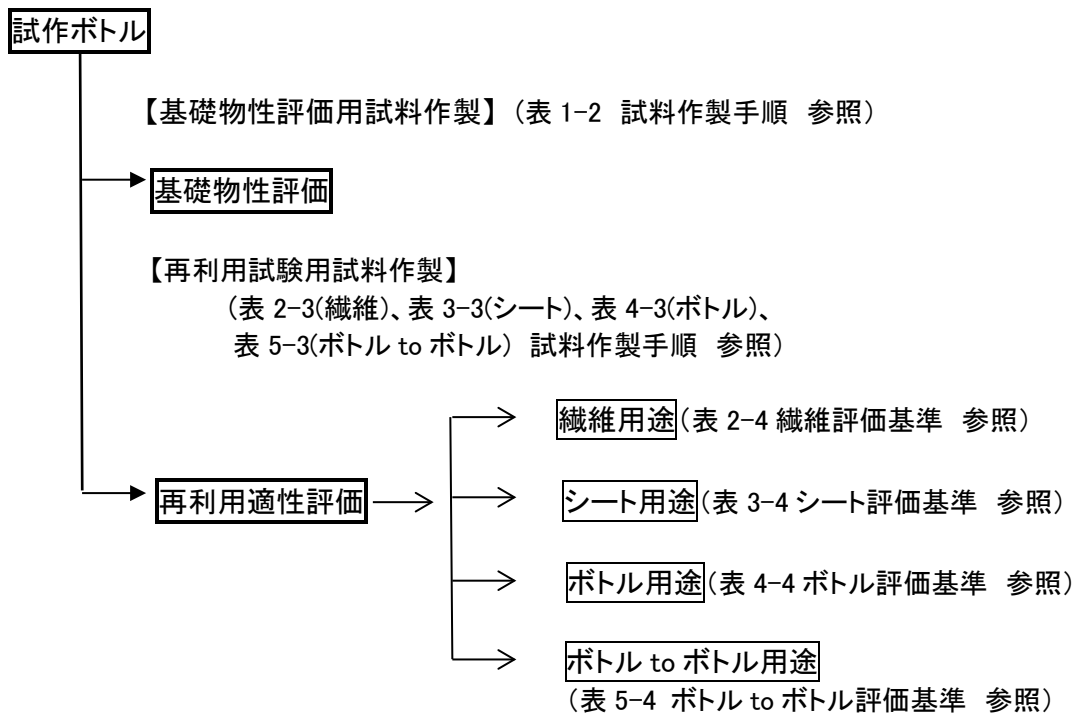 試作ボトル
【基礎物性評価用試料作製】(表 1-2 試料作製手順 参照)
基礎物性評価
【再利用試験用試料作製】
(表 2-3(繊維)、表 3-3(シート)、表 4-3(ボトル)、
表 5-3(ボトル to ボトル) 試料作製手順 参照)
繊維用途(表 2-4 繊維評価基準 参照)
再利用適性評価
シート用途(表 3-4 シート評価基準 参照)
ボトル用途(表 4-4 ボトル評価基準 参照)
ボトル to ボトル用途
(表 5-4 ボトル to ボトル評価基準 参照)